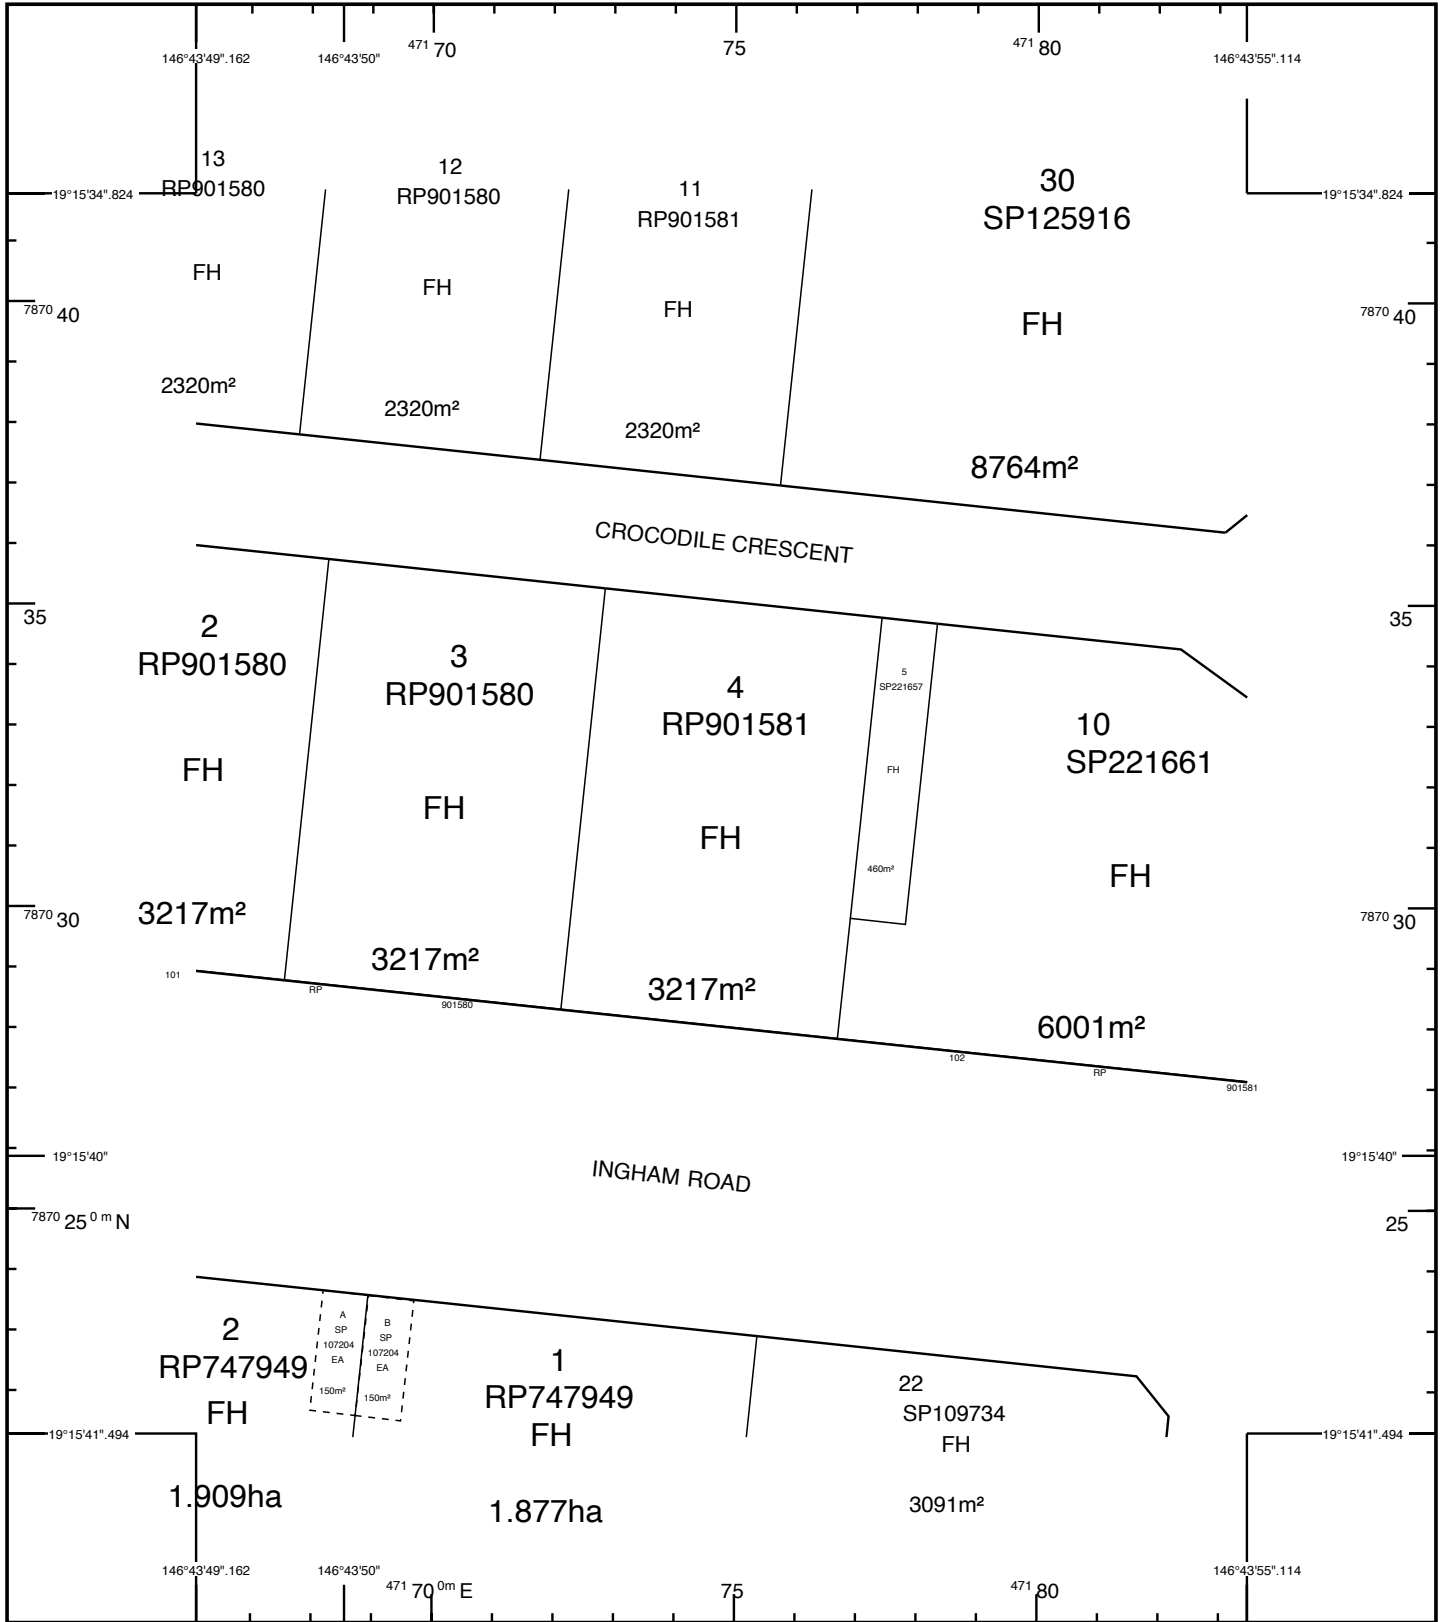 471 70
75
471 80
146°43'49".162
146°43'50"
146°43'55".114
13
RP901580
12
RP901580
11
RP901581
30
SP125916
19°15'34".824
19°15'34".824
FH
FH
FH
FH
7870 40
7870 40
2320m²
2320m²
2320m²
8764m²
CROCODILE CRESCENT
35
35
2
RP901580
3
RP901580
4
RP901581
5
SP221657
10
SP221661
FH
FH
FH
FH
FH
460m²
7870 30
7870 30
3217m²
3217m²
3217m²
6001m²
101
RP
901580
102
RP
901581
19°15'40"
19°15'40"
INGHAM ROAD
7870 25 0 m N
25
2
RP747949
FH
A
SP
107204
EA
150m²
B
SP
107204
EA
150m²
1
RP747949
FH
22
SP109734
FH
19°15'41".494
19°15'41".494
1.909ha
1.877ha
3091m²
146°43'49".162
146°43'50"
146°43'55".114
471 70 0m E
75
471 80